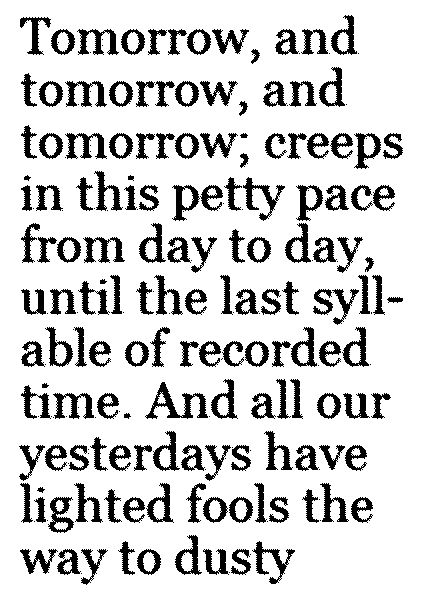 Tomorrow, and
tomorrow, and
tomorrow; creeps
in this petty pace
from day to day,
until the last syll-
able of recorded
time. And all our
yesterdays have
lighted fools the
way to dusty